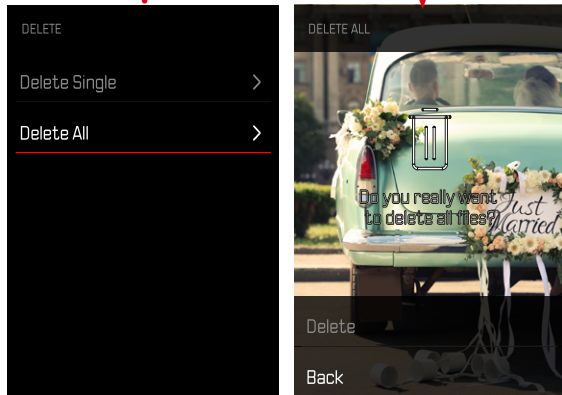 DELETE
Delete Single
Delete All
DELETE ALL
Do you really want
to delete all files?
Just
Married
Delete
Back